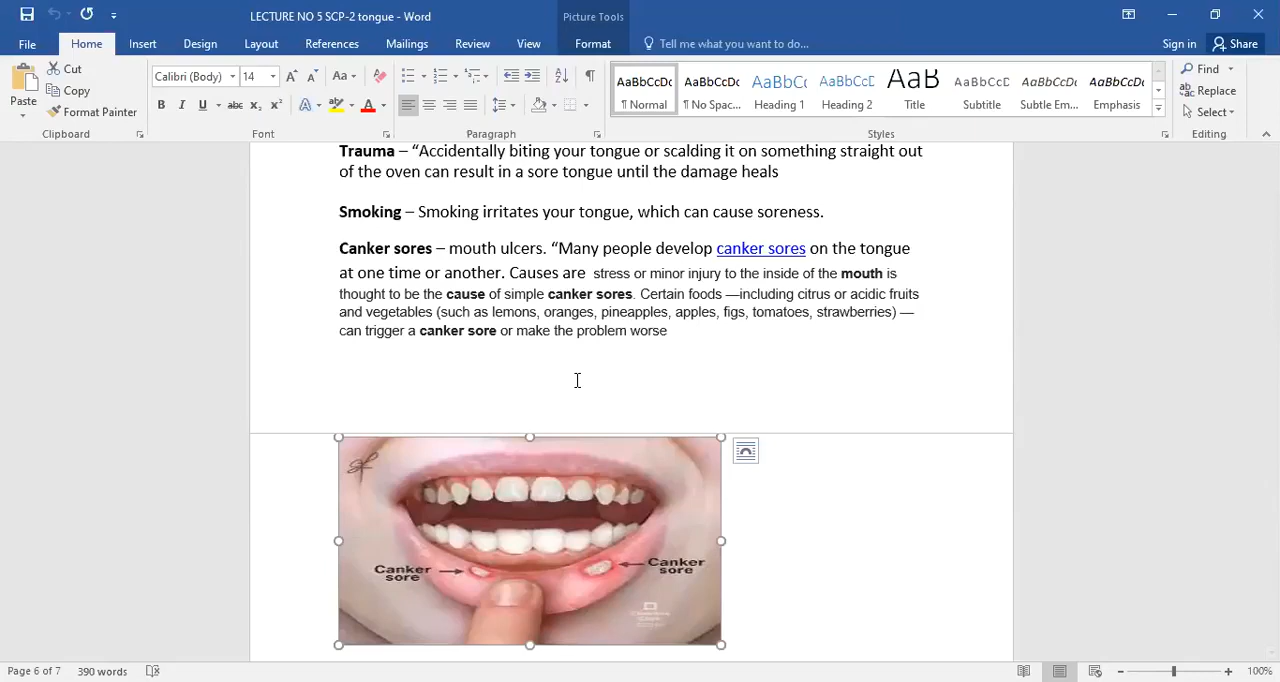 LECTURE NO 5 SCP-2 tongue - Word
Picture Tools
File Home Insert Design Layout References Mailings Review View Format Tell me what you want to do... Sign in Share
Paste
Cut
Copy
Format Painter
Calibri (Body) 14
AaBbCcDc AaBbCcDc AaBbCc AaBbCcD AaB AaBbCcD AaBbCcDc AaBbCcDc
¶ Normal ¶ No Spac... Heading 1 Heading 2 Title Subtitle Subtle Em... Emphasis
Find
Replace
Select
Clipboard Font Paragraph Styles Editing
Trauma – “Accidentally biting your tongue or scalding it on something straight out
of the oven can result in a sore tongue until the damage heals
Smoking – Smoking irritates your tongue, which can cause soreness.
Canker sores – mouth ulcers. “Many people develop canker sores on the tongue
at one time or another. Causes are stress or minor injury to the inside of the mouth is
thought to be the cause of simple canker sores. Certain foods —including citrus or acidic fruits
and vegetables (such as lemons, oranges, pineapples, apples, figs, tomatoes, strawberries) —
can trigger a canker sore or make the problem worse
Canker
sore
Canker
sore
Page 6 of 7 390 words 100%